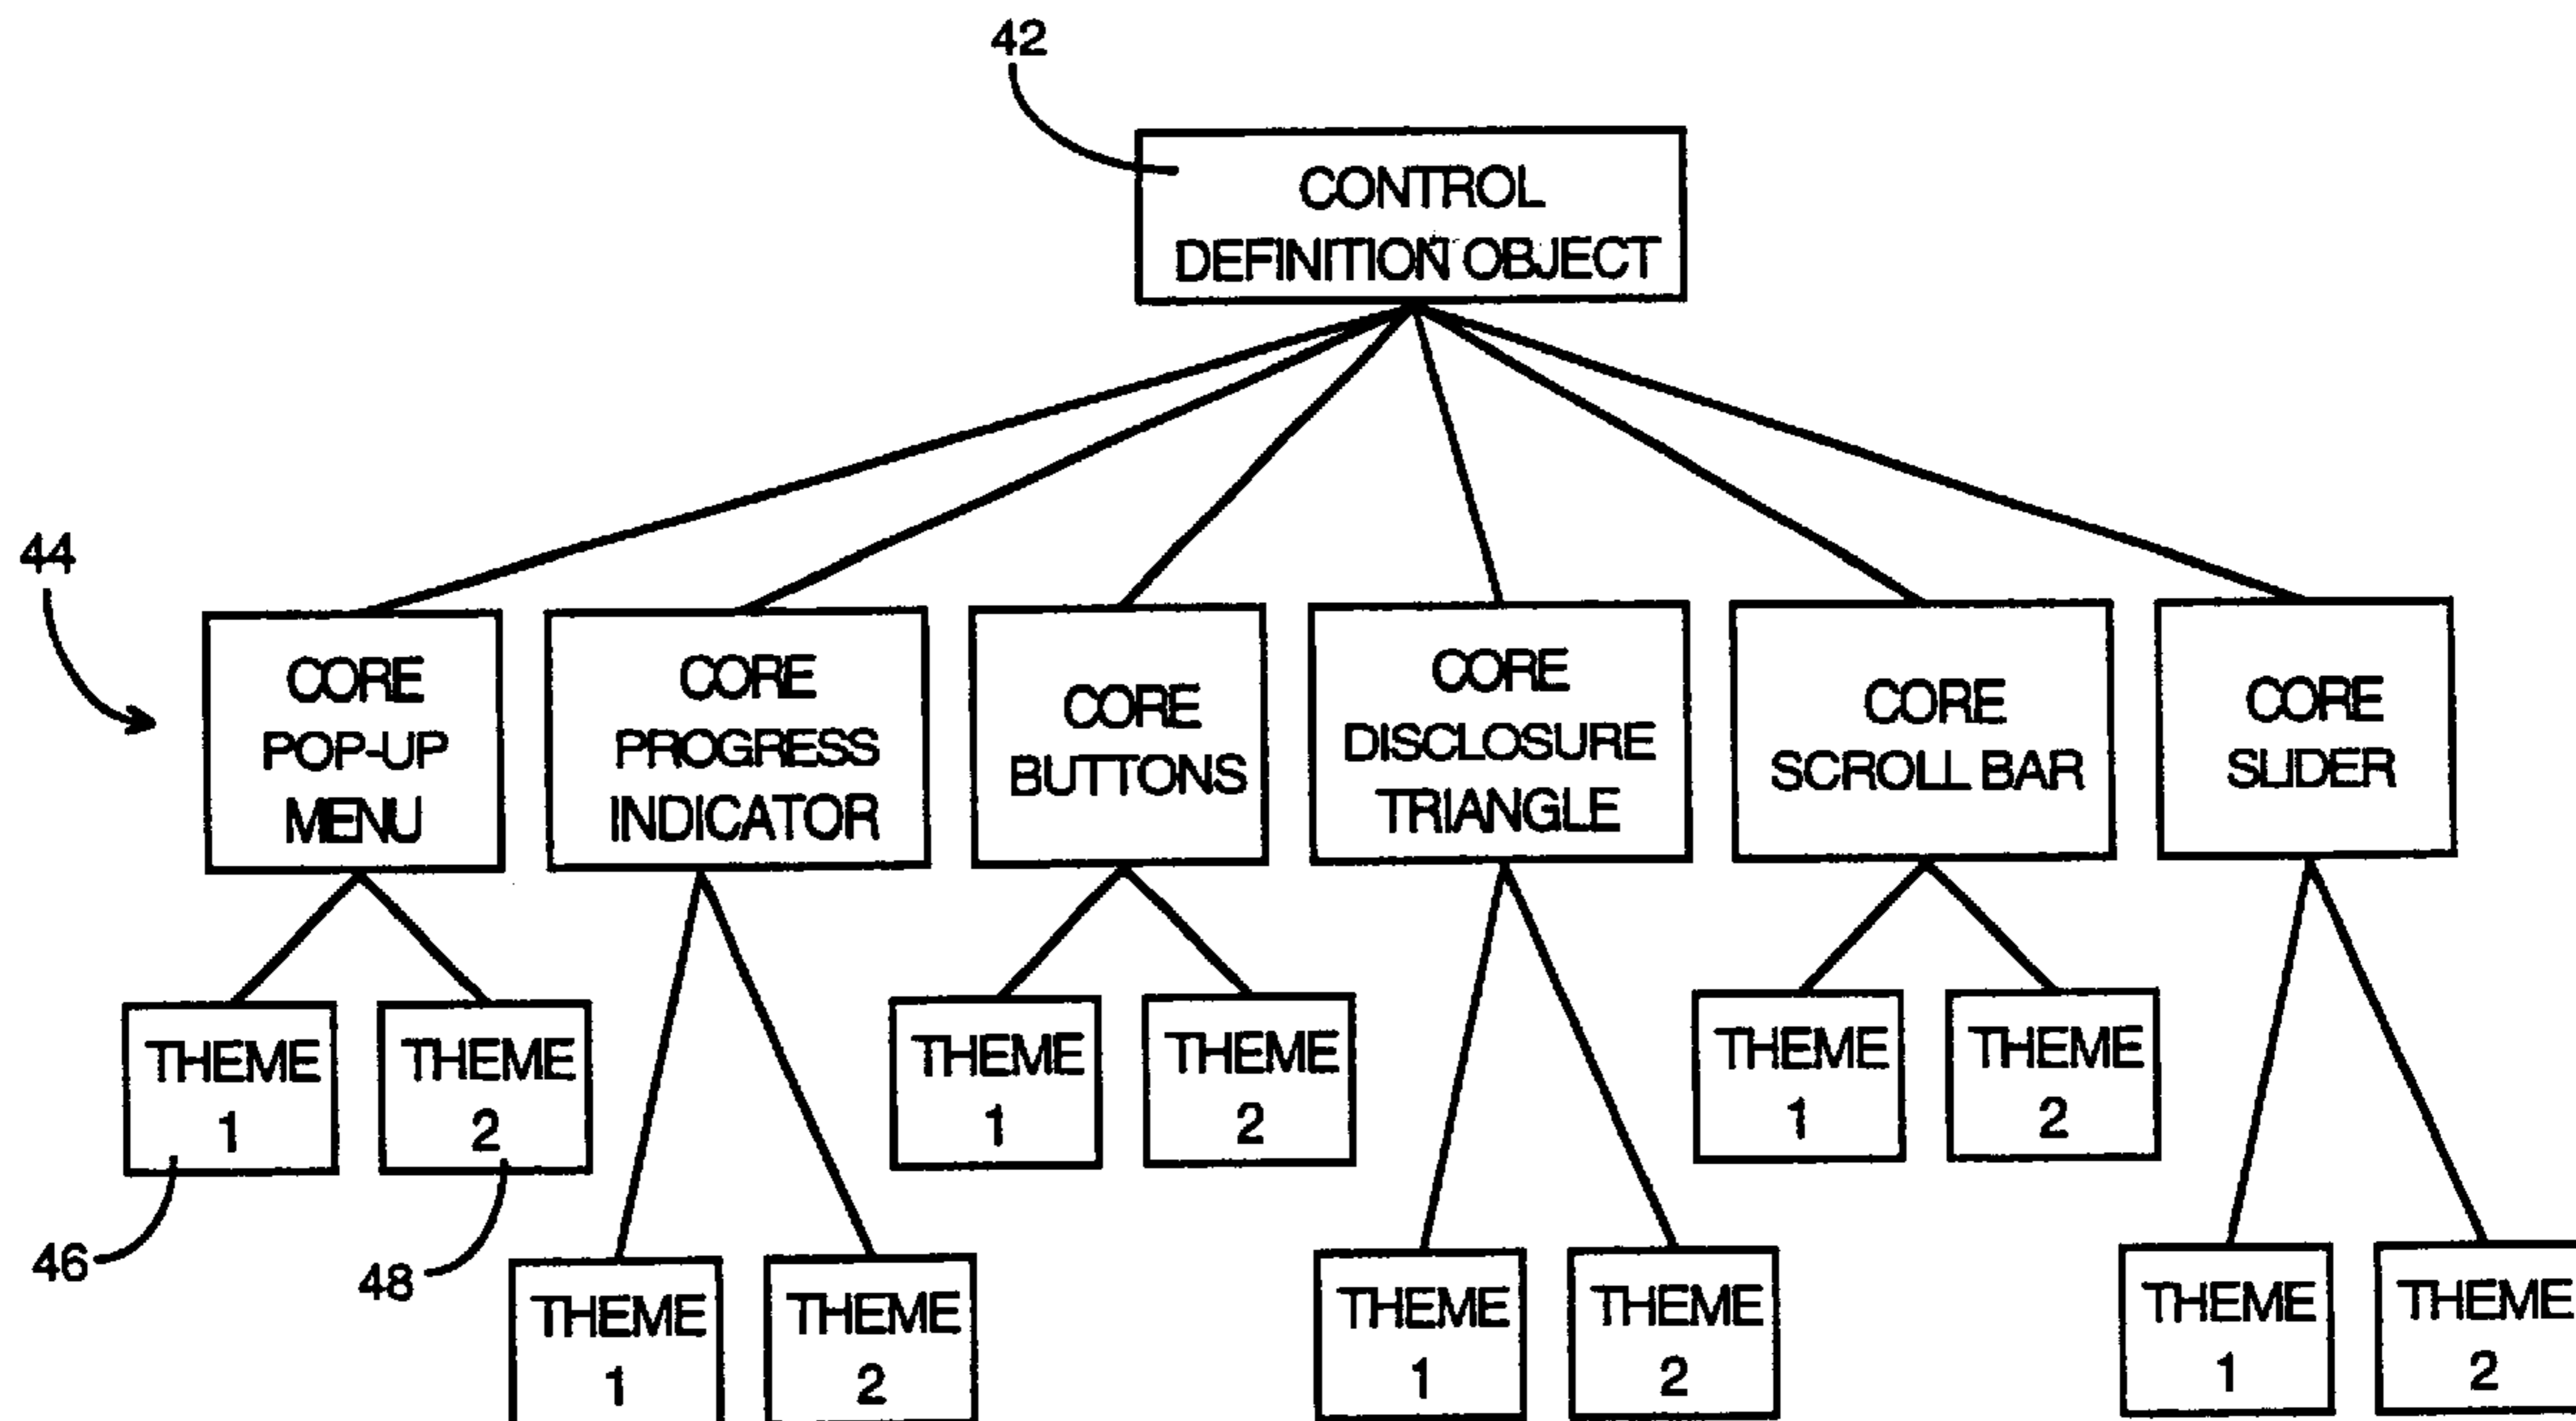 42
CONTROL
DEFINITION OBJECT
44
CORE
POP-UP
MENU
CORE
PROGRESS
INDICATOR
CORE
BUTTONS
CORE
DISCLOSURE
TRIANGLE
CORE
SCROLL BAR
CORE
SLIDER
THEME
1
THEME
2
THEME
1
THEME
2
THEME
1
THEME
2
46
48
THEME
1
THEME
2
THEME
1
THEME
2
THEME
1
THEME
2